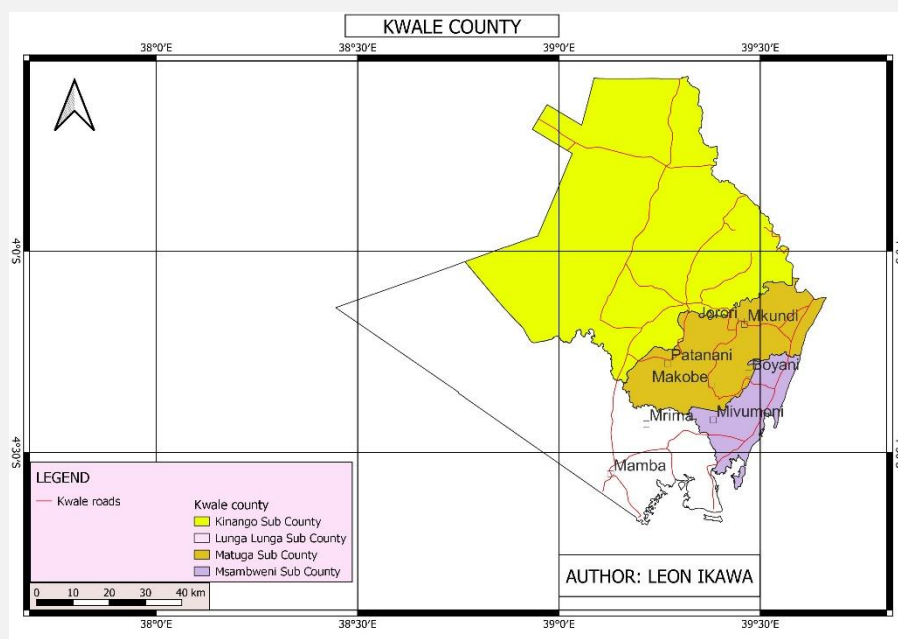 KWALE COUNTY
38°0'E 38°30'E 39°0'E 39°30'E
4°0'S
Jorori Mkundi
Patanani Boyani
Makobe
Mrima Mivumoni
4°30'S
Mamba
LEGEND
Kwale roads
Kwale county
Kinango Sub County
Lunga Lunga Sub County
Matuga Sub County
Msambweni Sub County
0 10 20 30 40 km
AUTHOR: LEON IKAWA
38°0'E 38°30'E 39°0'E 39°30'E